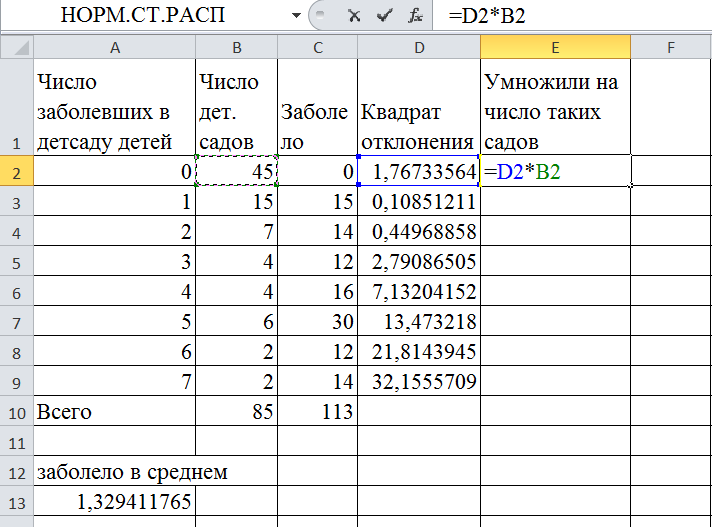 НОРМ.СТ.РАСП fx =D2*B2
A B C D E F
1 Число заболевших в детсаду детей Число дет. садов Заболе ло Квадрат отклонения Умножили на число таких садов
2 0 45 0 1,76733564 =D2*B2
3 1 15 15 0,10851211
4 2 7 14 0,44968858
5 3 4 12 2,79086505
6 4 4 16 7,13204152
7 5 6 30 13,473218
8 6 2 12 21,8143945
9 7 2 14 32,1555709
10 Всего 85 113
11
12 заболело в среднем
13 1,329411765